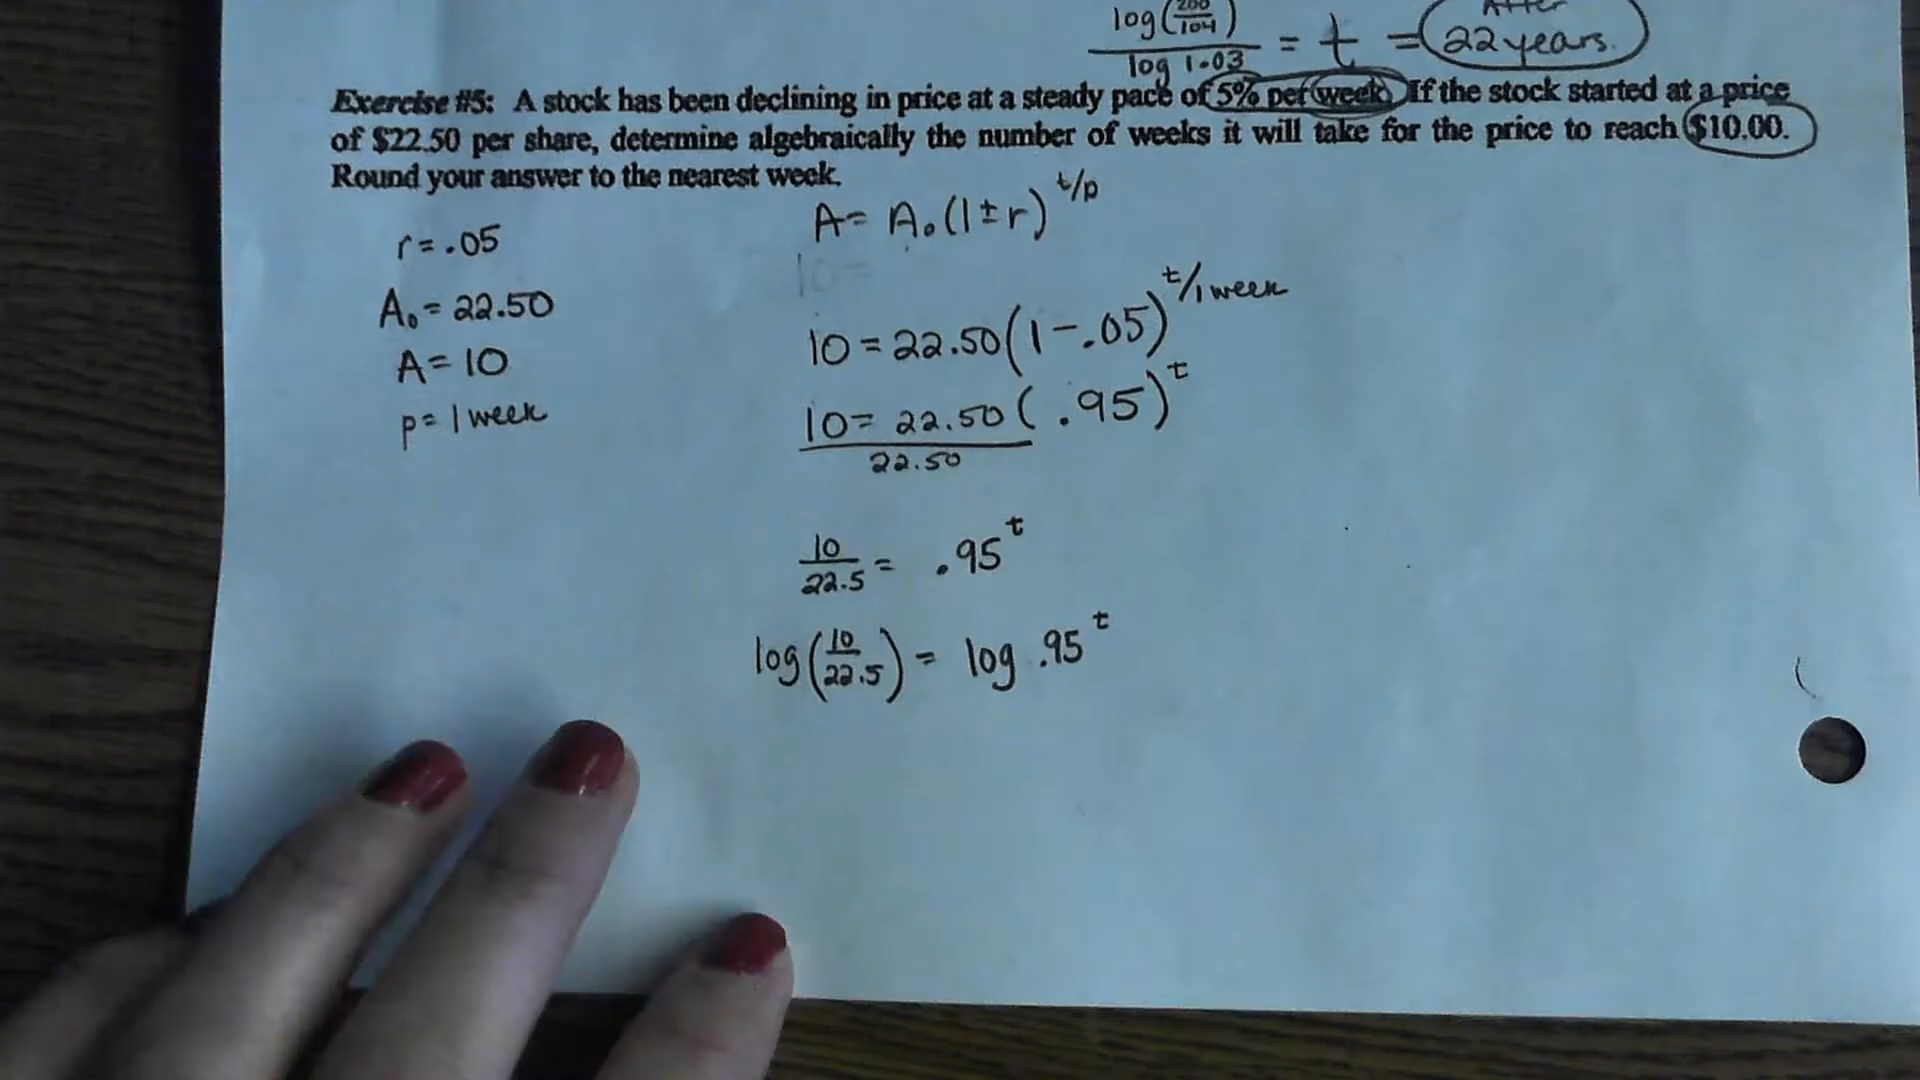 log(200/104)
log 1.03
= t = After 22 years.
Exercise #5: A stock has been declining in price at a steady pace of 5% per week. If the stock started at a price
of $22.50 per share, determine algebraically the number of weeks it will take for the price to reach $10.00.
Round your answer to the nearest week.
A = A₀(1±r)^t/p
r = .05
10 =
A₀ = 22.50
10 = 22.50(1-.05)^t/1 week
A = 10
p = 1 week
10 = 22.50(.95)^t
22.50
10/22.5 = .95^t
log(10/22.5) = log .95^t